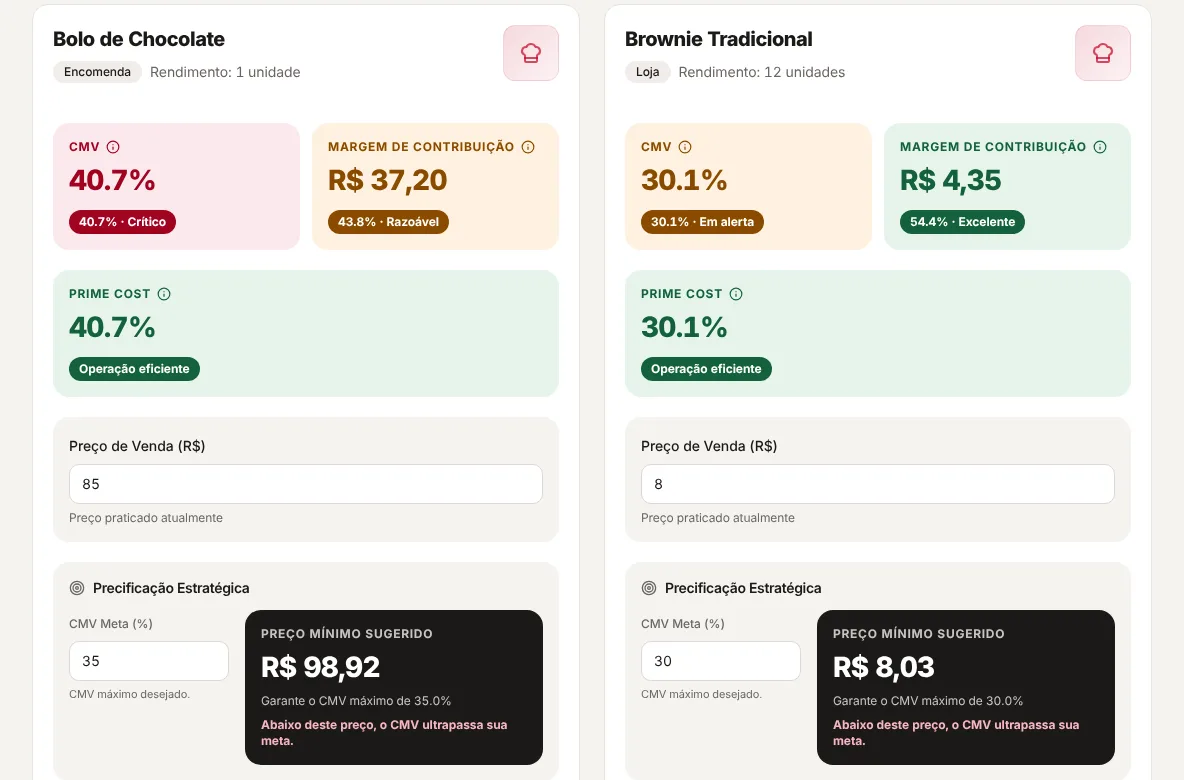 Bolo de Chocolate
Encomenda Rendimento: 1 unidade
CMV
40.7%
40.7% · Crítico
MARGEM DE CONTRIBUIÇÃO
R$ 37,20
43.8% · Razoável
PRIME COST
40.7%
Operação eficiente
Preço de Venda (R$)
85
Preço praticado atualmente
Precificação Estratégica
CMV Meta (%)
35
CMV máximo desejado.
PREÇO MÍNIMO SUGERIDO
R$ 98,92
Garante o CMV máximo de 35.0%
Abaixo deste preço, o CMV ultrapassa sua
meta.
Brownie Tradicional
Loja Rendimento: 12 unidades
CMV
30.1%
30.1% · Em alerta
MARGEM DE CONTRIBUIÇÃO
R$ 4,35
54.4% · Excelente
PRIME COST
30.1%
Operação eficiente
Preço de Venda (R$)
8
Preço praticado atualmente
Precificação Estratégica
CMV Meta (%)
30
CMV máximo desejado.
PREÇO MÍNIMO SUGERIDO
R$ 8,03
Garante o CMV máximo de 30.0%
Abaixo deste preço, o CMV ultrapassa sua
meta.